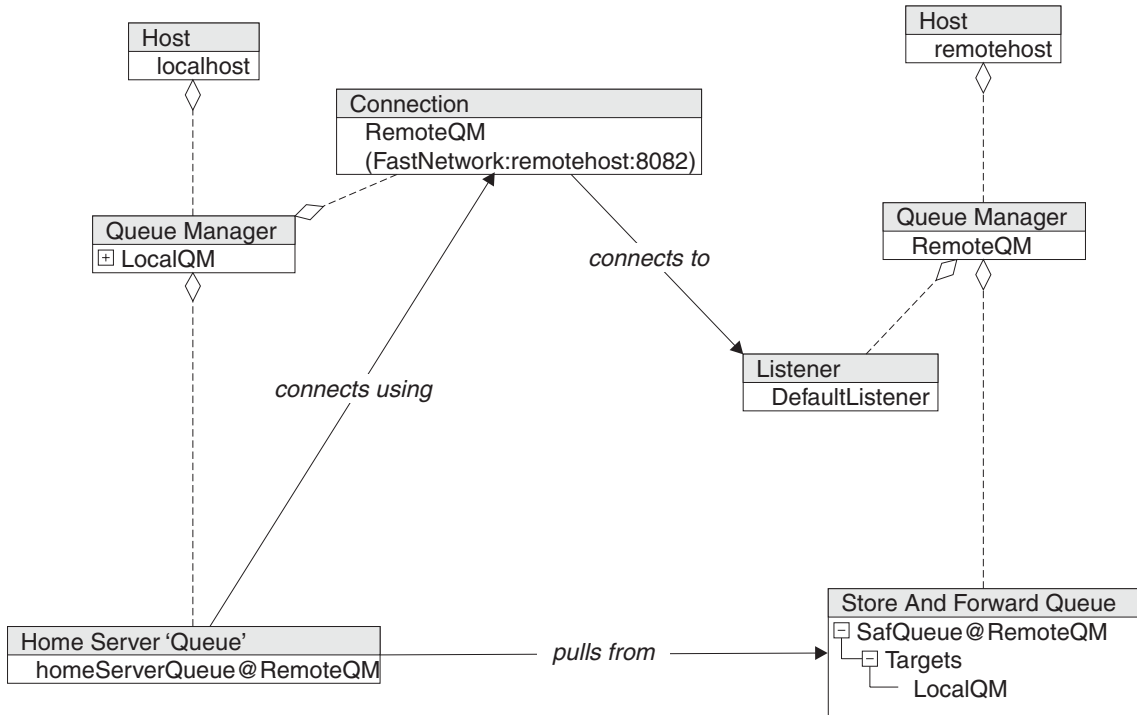 Host
localhost
Host
remotehost
Connection
RemoteQM
(FastNetwork:remotehost:8082)
Queue Manager
LocalQM
Queue Manager
RemoteQM
connects to
Listener
DefaultListener
connects using
Store And Forward Queue
SafQueue@RemoteQM
Targets
LocalQM
Home Server ‘Queue’
homeServerQueue@RemoteQM
pulls from